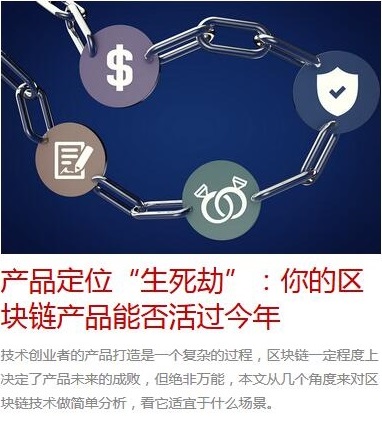 $
产品定位“生死劫”：你的区
块链产品能否活过今年
技术创业者的产品打造是一个复杂的过程，区块链一定程度上
决定了产品未来的成败，但绝非万能，本文从几个角度来对区
块链技术做简单分析，看它适宜于什么场景。